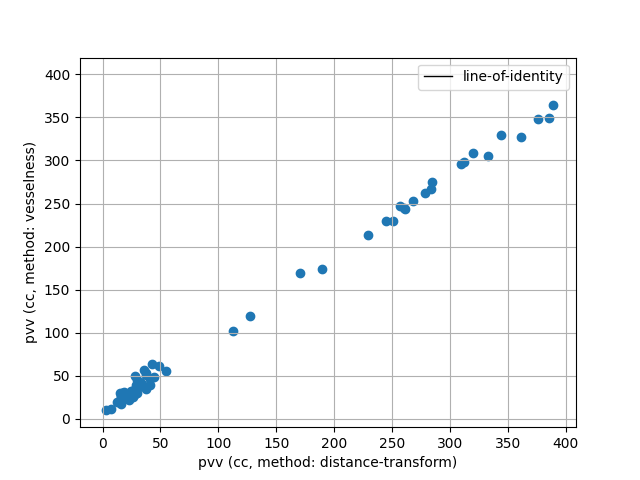 line-of-identity
400
350
300
250
200
150
100
50
0
pvv (cc, method: vesselness)
0 50 100 150 200 250 300 350 400
pvv (cc, method: distance-transform)